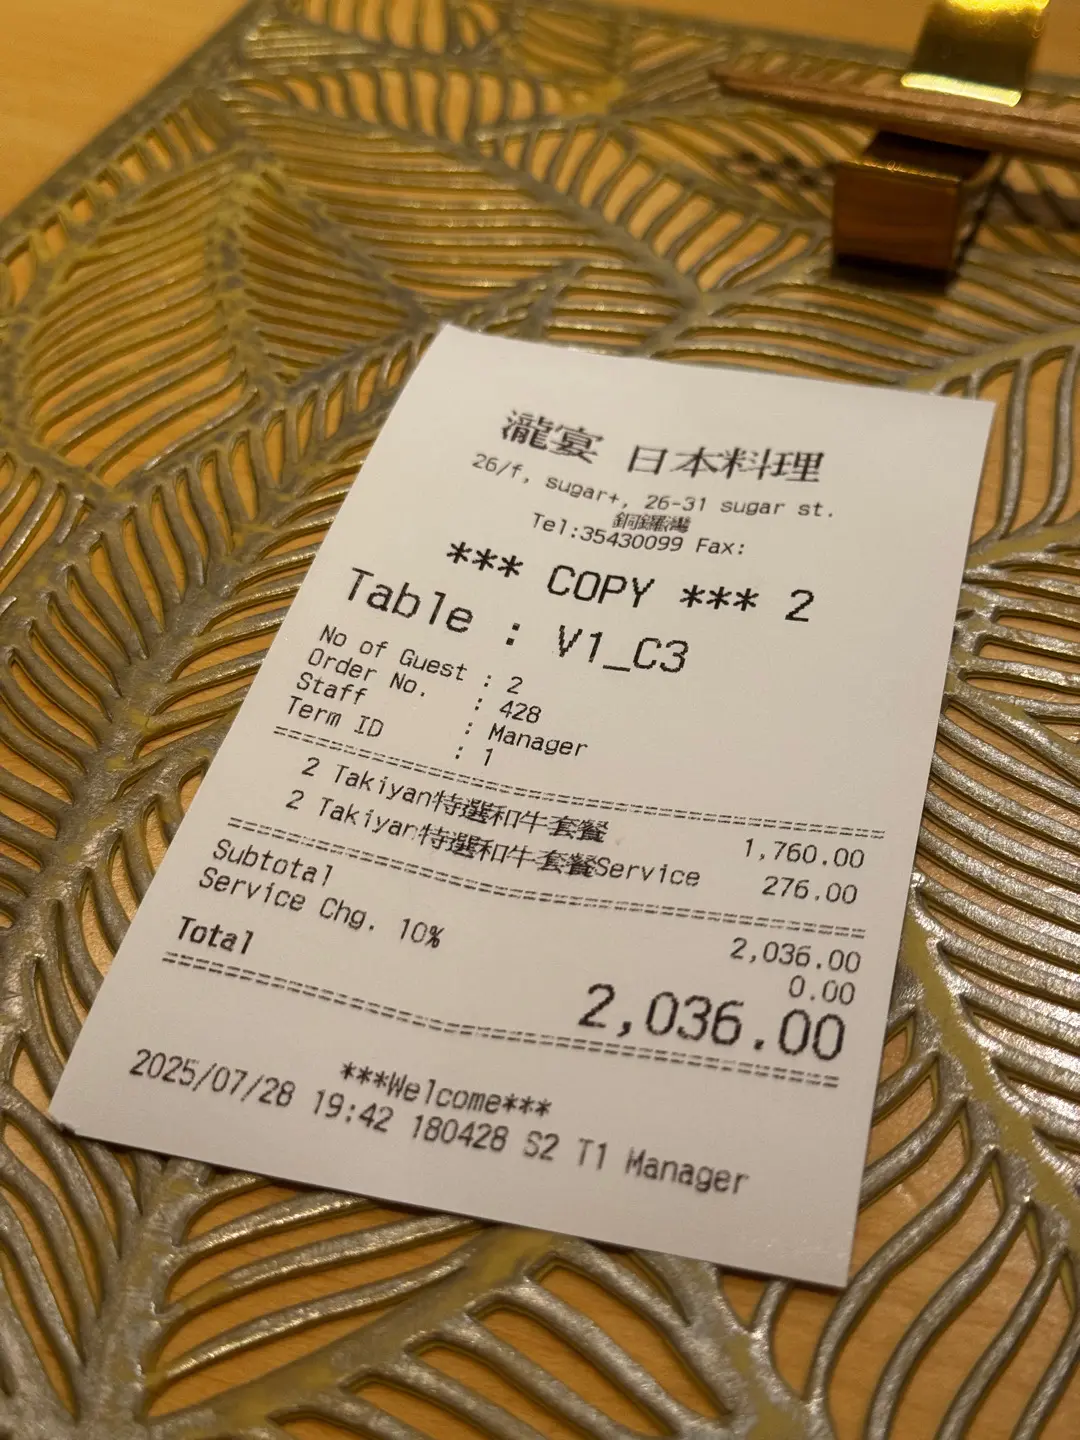 瀧宴 日本料理
26/f, sugar+, 26-31 sugar st.
銅鑼灣
Tel:35430099 Fax:
*** COPY *** 2
Table : V1_C3
No of Guest : 2
Order No. : 428
Staff : Manager
Term ID : 1
2 Takiyan特選和牛套餐 1,760.00
2 Takiyan特選和牛套餐Service 276.00
Subtotal 2,036.00
Service Chg. 10% 0.00
Total 2,036.00
***Welcome***
2025/07/28 19:42 180428 S2 T1 Manager